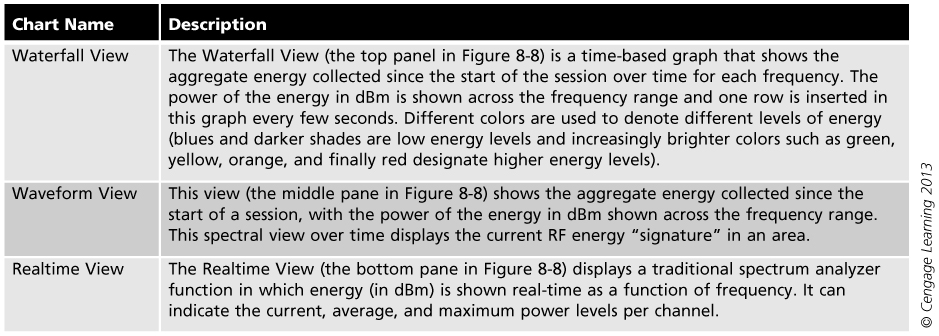 Chart Name Description
Waterfall View The Waterfall View (the top panel in Figure 8-8) is a time-based graph that shows the
aggregate energy collected since the start of the session over time for each frequency. The
power of the energy in dBm is shown across the frequency range and one row is inserted in
this graph every few seconds. Different colors are used to denote different levels of energy
(blues and darker shades are low energy levels and increasingly brighter colors such as green,
yellow, orange, and finally red designate higher energy levels).
Waveform View This view (the middle pane in Figure 8-8) shows the aggregate energy collected since the
start of a session, with the power of the energy in dBm shown across the frequency range.
This spectral view over time displays the current RF energy “signature” in an area.
Realtime View The Realtime View (the bottom pane in Figure 8-8) displays a traditional spectrum analyzer
function in which energy (in dBm) is shown real-time as a function of frequency. It can
indicate the current, average, and maximum power levels per channel.
© Cengage Learning 2013